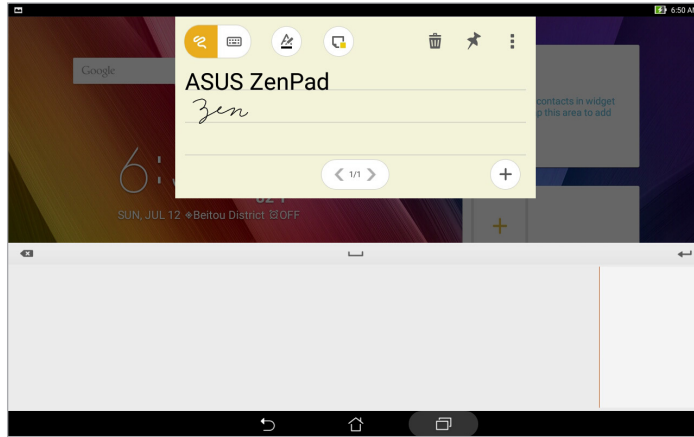 6:50 AM
Google
ASUS ZenPad
Zen
contacts in widget
p this area to add
1/1
6:
SUN, JUL 12 Beitou District OFF